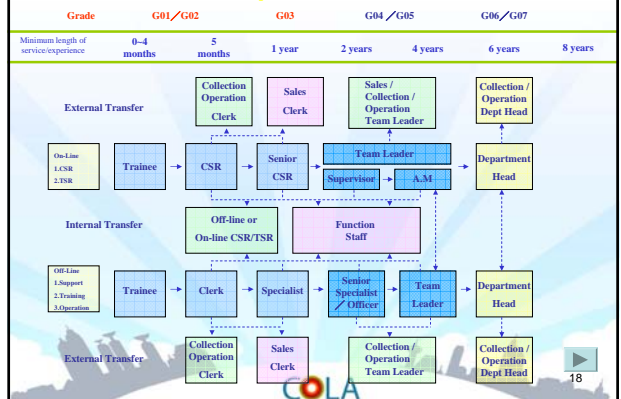 Grade G01／G02 G03 G04／G05 G06／G07
Minimum length of
service/experience
0~4
months
5
months
1 year
2 years
4 years
6 years
8 years
External Transfer
Collection
Operation
Clerk
Sales
Clerk
Sales /
Collection /
Operation
Team Leader
Collection /
Operation
Dept Head
On-Line
1.CSR
2.TSR
Trainee
CSR
Senior
CSR
Team Leader
Supervisor
A.M
Department
Head
Internal Transfer
Off-line or
On-line CSR/TSR
Function
Staff
Off-Line
1.Support
2.Training
3.Operation
Trainee
Clerk
Specialist
Senior
Specialist
／Officer
Team
Leader
Department
Head
External Transfer
Collection
Operation
Clerk
Sales
Clerk
Collection /
Operation
Team Leader
Collection /
Operation
Dept Head
COLA
18